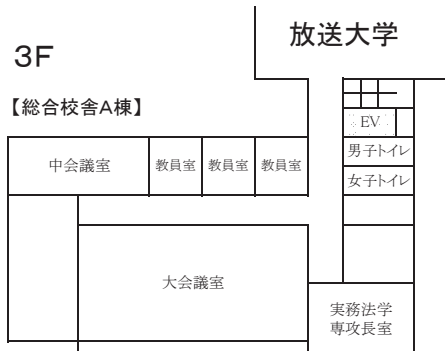 放送大学
3F
【総合校舎A棟】
EV
中会議室
教員室
教員室
教員室
男子トイレ
女子トイレ
大会議室
実務法学
専攻長室